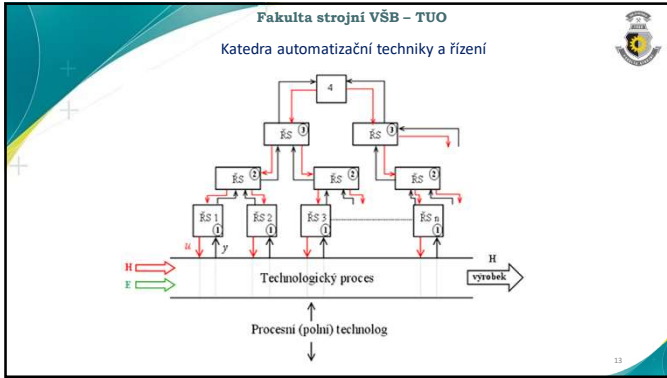 Fakulta strojní VŠB – TUO
Katedra automatizační techniky a řízení
4
ŘS 3 ŘS 3
ŘS 2 ŘS 2 ŘS 2
ŘS 1 ŘS 2 ŘS 3 ŘS n
1 1 1 1
u y
H H
Technologický proces výrobek
E
Procesní (polní) technolog
13